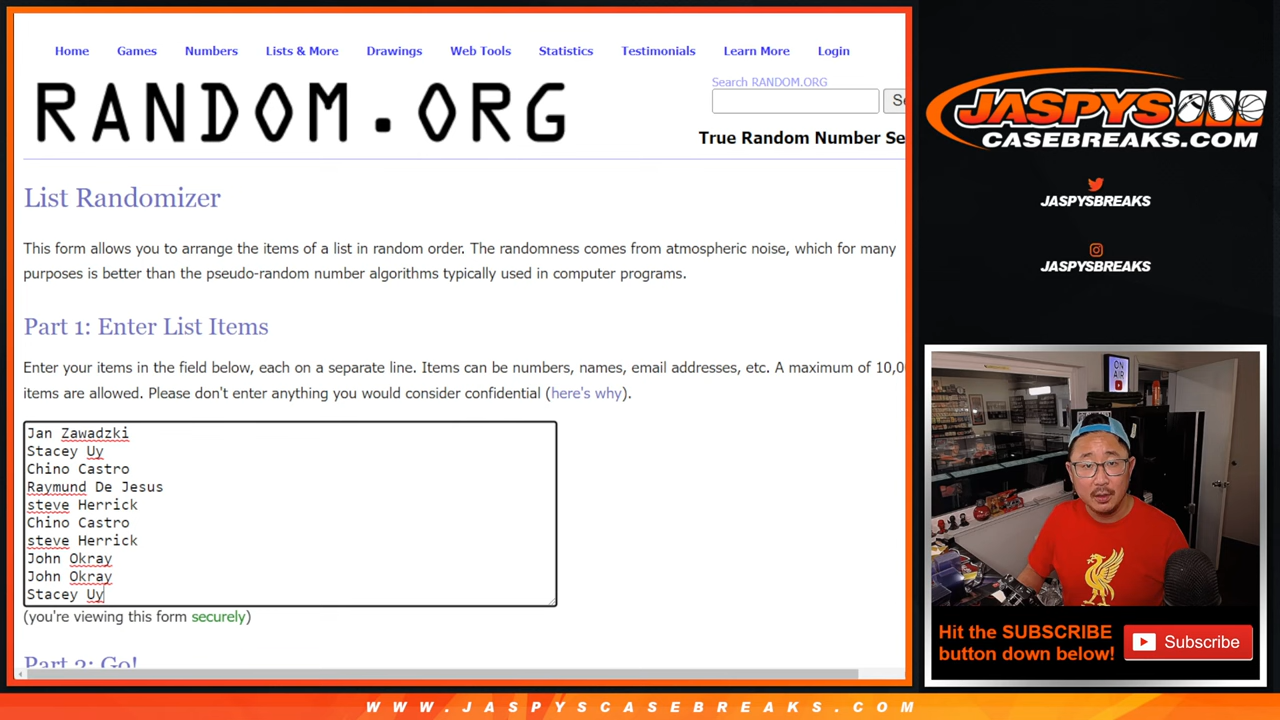 Home Games Numbers Lists & More Drawings Web Tools Statistics Testimonials Learn More Login
RANDOM.ORG
Search RANDOM.ORG
True Random Number Se
List Randomizer
This form allows you to arrange the items of a list in random order. The randomness comes from atmospheric noise, which for many
purposes is better than the pseudo-random number algorithms typically used in computer programs.
Part 1: Enter List Items
Enter your items in the field below, each on a separate line. Items can be numbers, names, email addresses, etc. A maximum of 10,0
items are allowed. Please don't enter anything you would consider confidential (here's why).
Jan Zawadzki
Stacey Uy
Chino Castro
Raymund De Jesus
steve Herrick
Chino Castro
steve Herrick
John Okray
John Okray
Stacey Uy
(you're viewing this form securely)
Part 2: Go!
JASPYS
CASEBREAKS.COM
JASPYSBREAKS
JASPYSBREAKS
ON
AIR
Hit the SUBSCRIBE
button down below!
Subscribe
WWW.JASPYSCASEBREAKS.COM